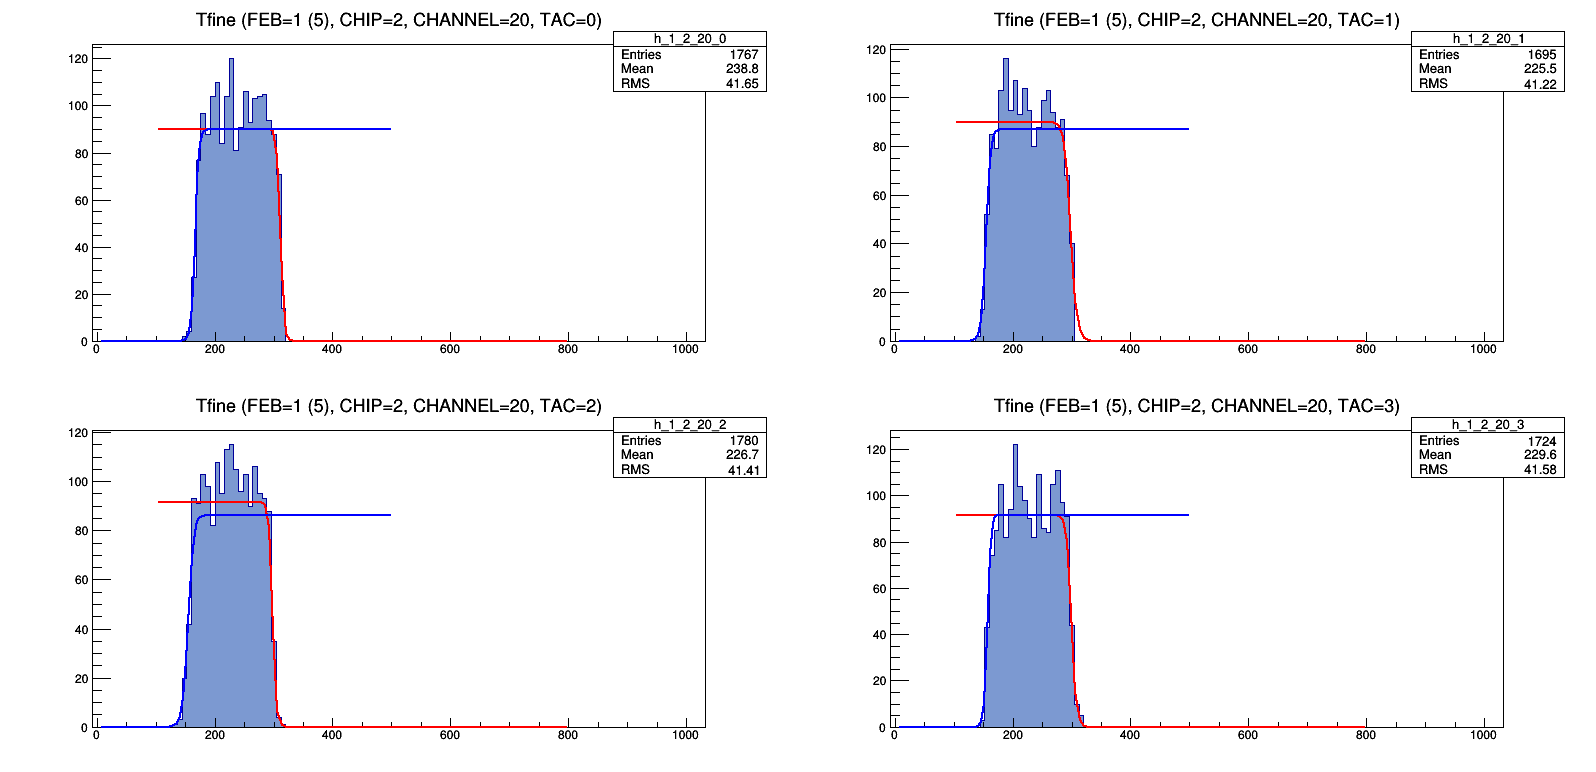 Tfine (FEB=1 (5), CHIP=2, CHANNEL=20, TAC=0)
h_1_2_20_0
Entries 1767
Mean 238.8
RMS 41.65
120
100
80
60
40
20
0
0 200 400 600 800 1000
Tfine (FEB=1 (5), CHIP=2, CHANNEL=20, TAC=1)
h_1_2_20_1
Entries 1695
Mean 225.5
RMS 41.22
120
100
80
60
40
20
0
0 200 400 600 800 1000
Tfine (FEB=1 (5), CHIP=2, CHANNEL=20, TAC=2)
h_1_2_20_2
Entries 1780
Mean 226.7
RMS 41.41
120
100
80
60
40
20
0
0 200 400 600 800 1000
Tfine (FEB=1 (5), CHIP=2, CHANNEL=20, TAC=3)
h_1_2_20_3
Entries 1724
Mean 229.6
RMS 41.58
120
100
80
60
40
20
0
0 200 400 600 800 1000